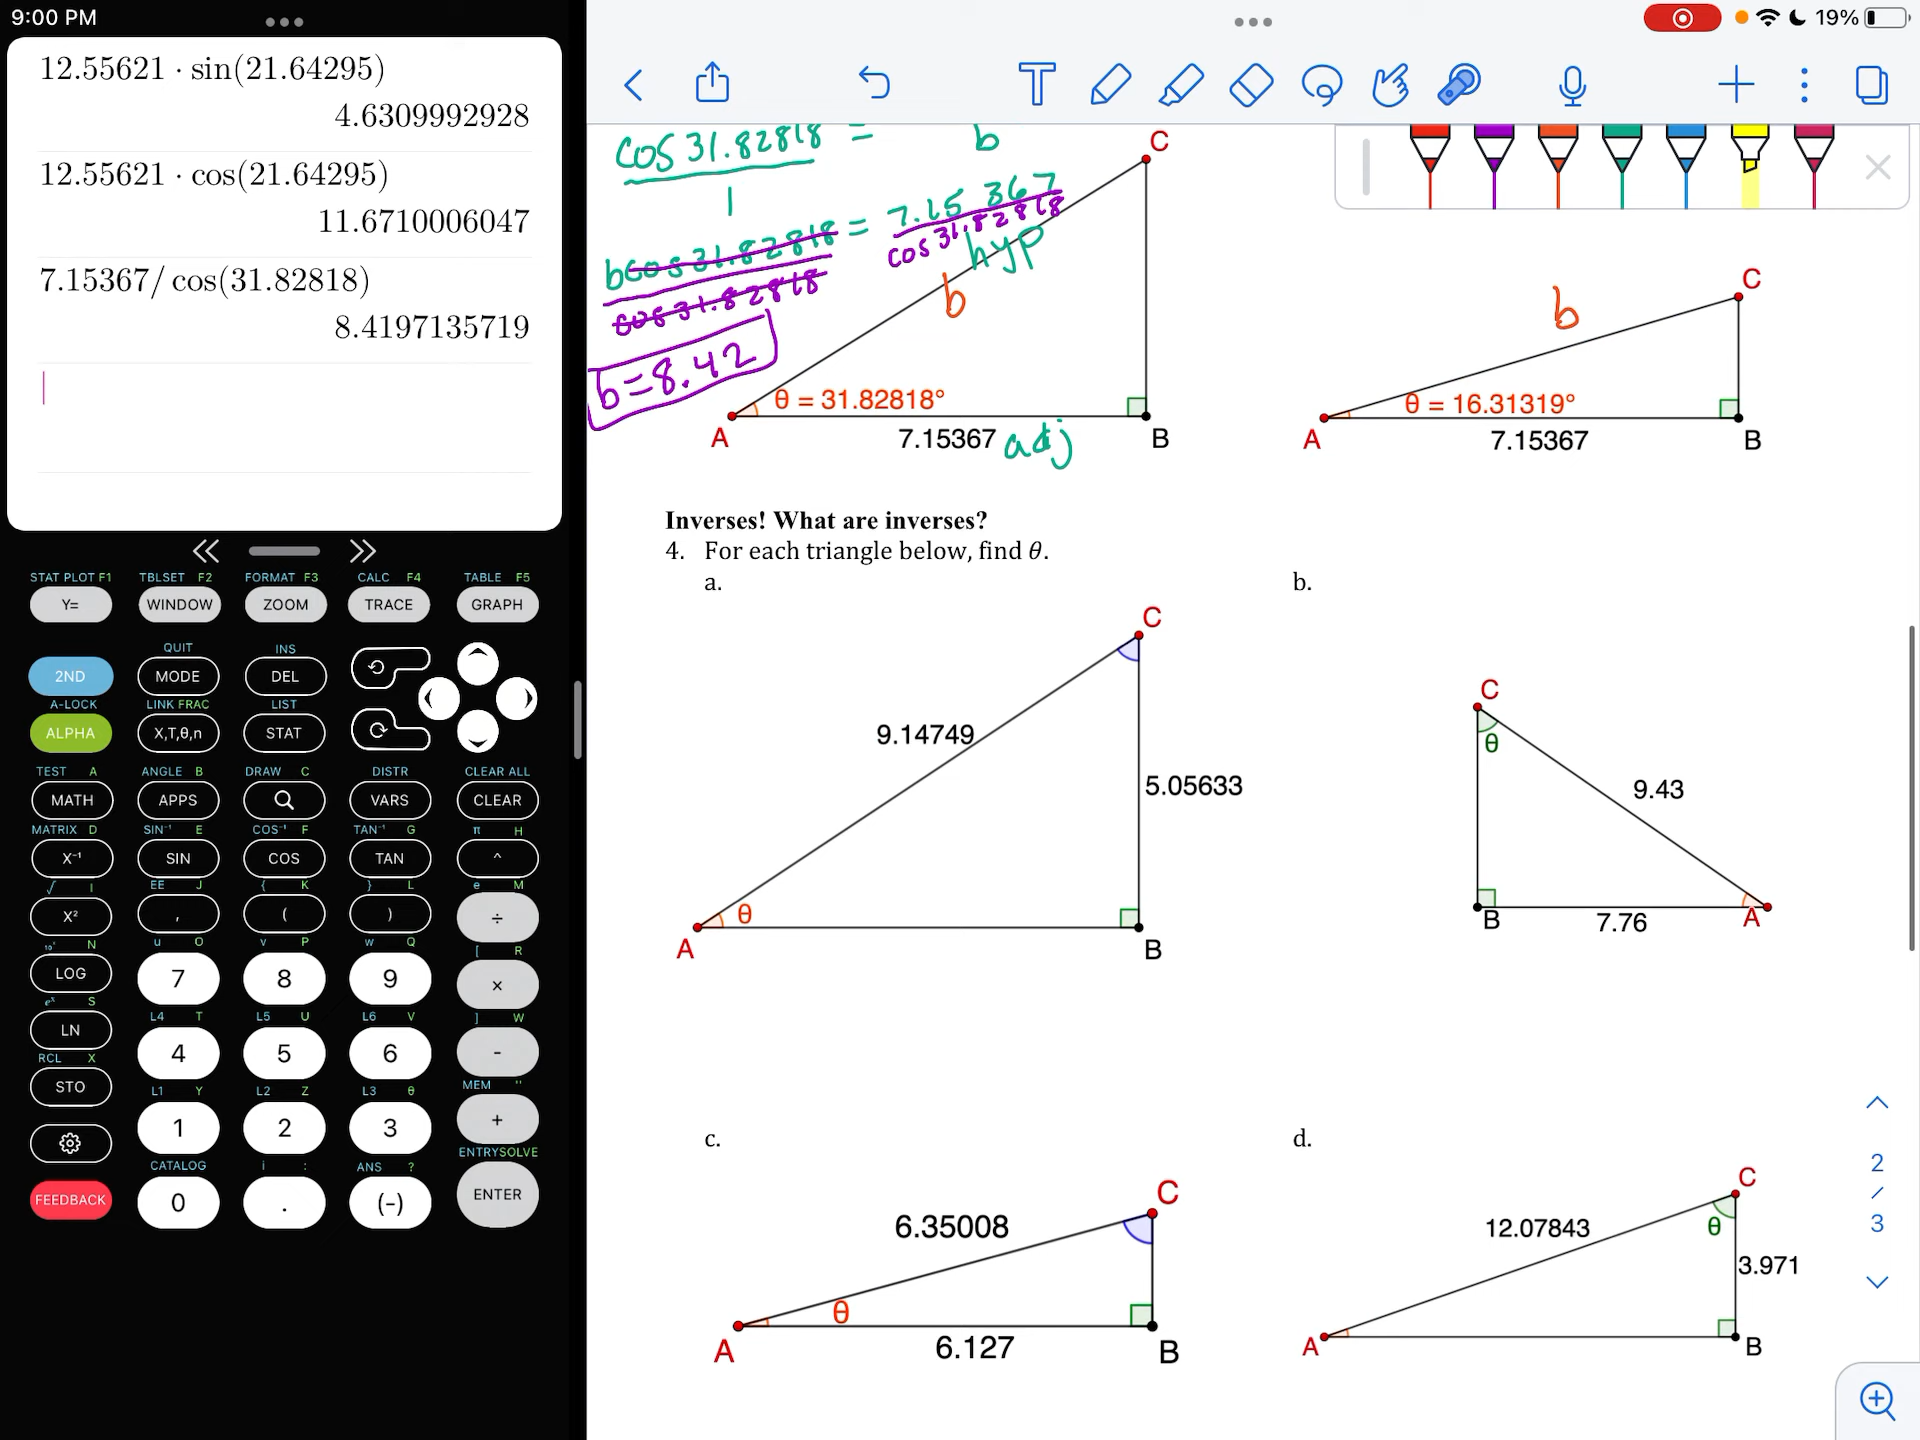 9:00 PM
19%
12.55621 · sin(21.64295)
4.6309992928
12.55621 · cos(21.64295)
11.6710006047
7.15367/ cos(31.82818)
8.4197135719
STAT PLOT F1 TBLSET F2 FORMAT F3 CALC F4 TABLE F5
Y= WINDOW ZOOM TRACE GRAPH
QUIT INS
2ND MODE DEL
A-LOCK LINK FRAC LIST
ALPHA X,T,θ,n STAT
TEST A ANGLE B DRAW C DISTR CLEAR ALL
MATH APPS VARS CLEAR
MATRIX D SIN⁻¹ E COS⁻¹ F TAN⁻¹ G π H
X⁻¹ SIN COS TAN ^
√ I EE J { K } L e M
X² , ( ) ÷
10ˣ N u O v P w Q [ R
LOG 7 8 9 ×
eˣ S L4 T L5 U L6 V ] W
LN 4 5 6 -
RCL X L1 Y L2 Z L3 θ MEM "
STO 1 2 3 +
CATALOG i : ANS ? ENTRY SOLVE
FEEDBACK 0 . (-) ENTER
T
cos 31.82818 = b
1
bcos31.82818 = 7.15367
cos31.82818 cos 31.82818
b=8.42
C
hyp
b
θ = 31.82818°
A 7.15367 adj B
C
b
θ = 16.31319°
A 7.15367 B
Inverses! What are inverses?
4. For each triangle below, find θ.
a.
C
9.14749
5.05633
θ
A B
b.
C
θ
9.43
B 7.76 A
c.
C
6.35008
θ
A 6.127 B
d.
C
12.07843
θ
3.971
A B
2
/
3